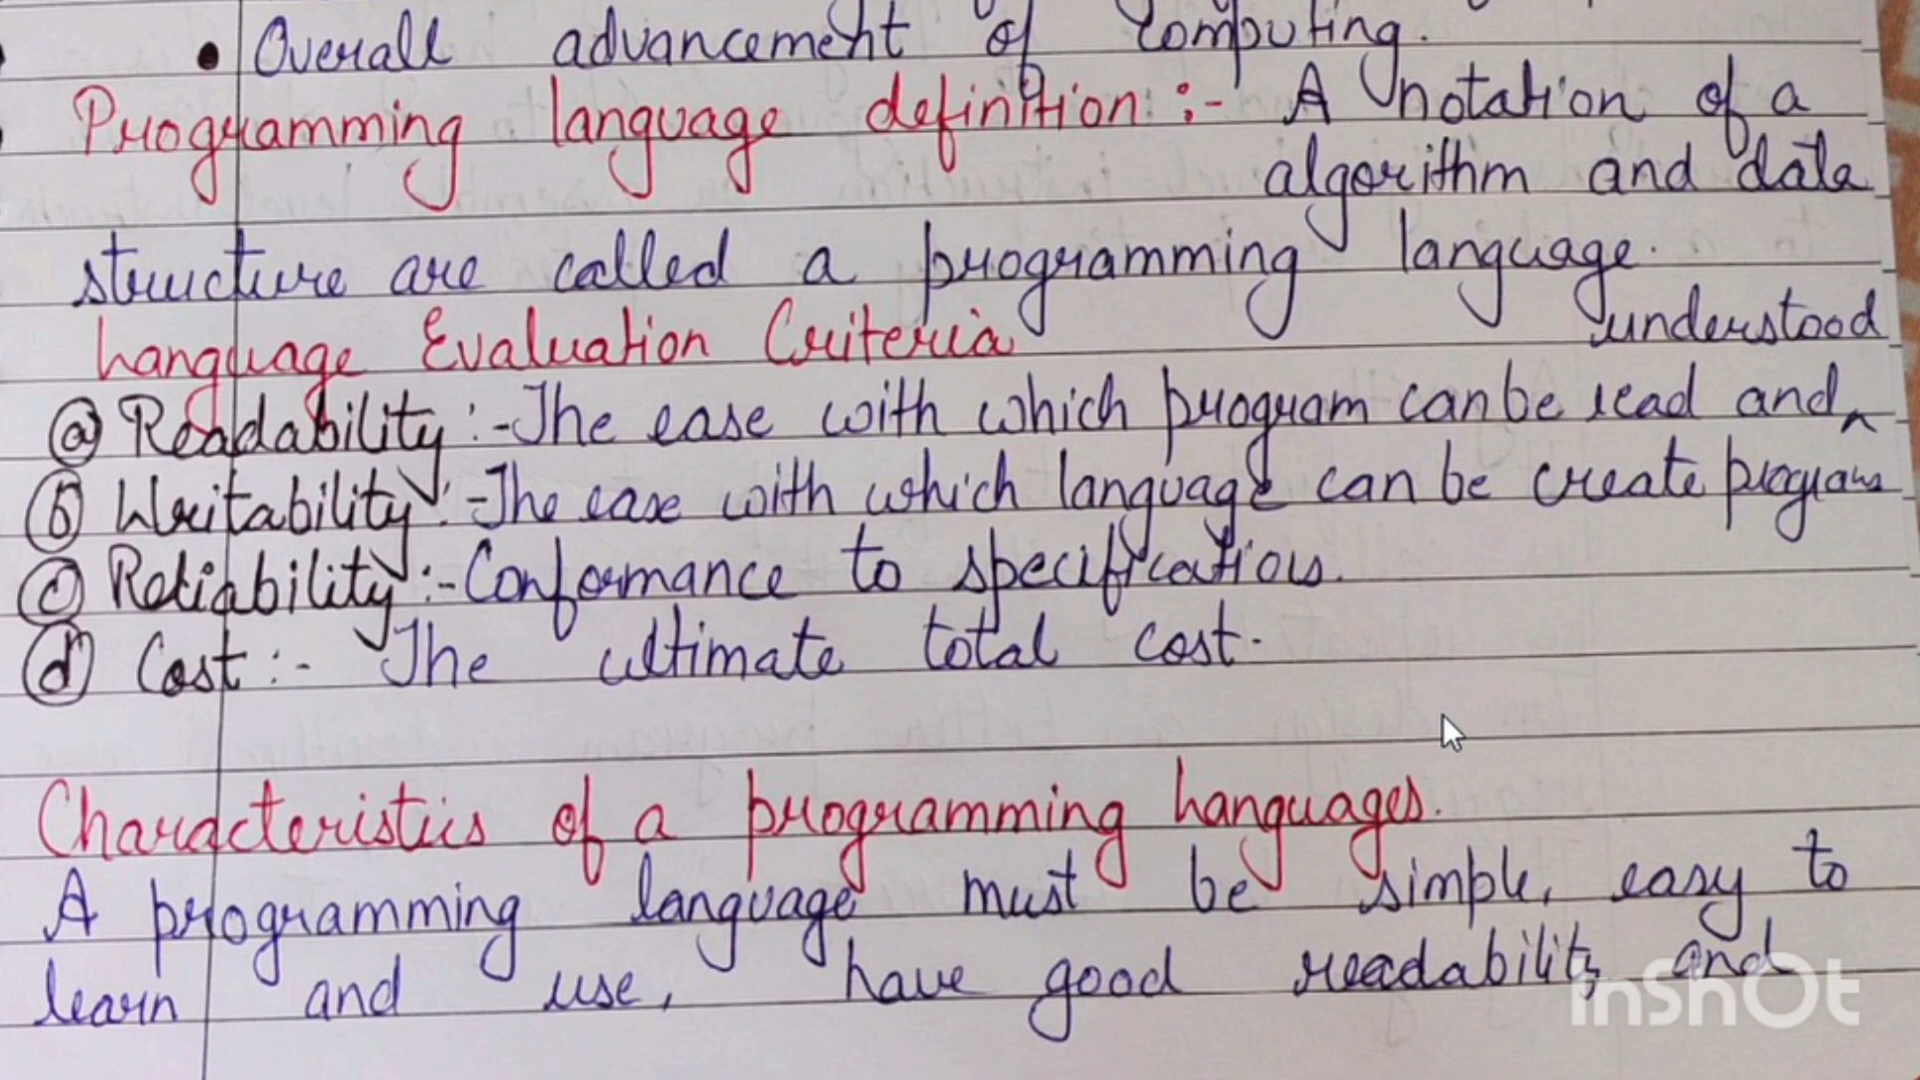 • Overall advancement of computing.
Programming language definition :- A notation of a
algorithm and data
structure are called a programming language.
Language Evaluation Criteria
understood
(a) Readability :- The ease with which program can be read and ^
(b) Writability :- The ease with which language can be create programs
(c) Reliability :- Conformance to specifications.
(d) Cost :- The ultimate total cost.
Characteristics of a programming Languages.
A programming language must be simple, easy to
learn and use, have good readability and
InShOt